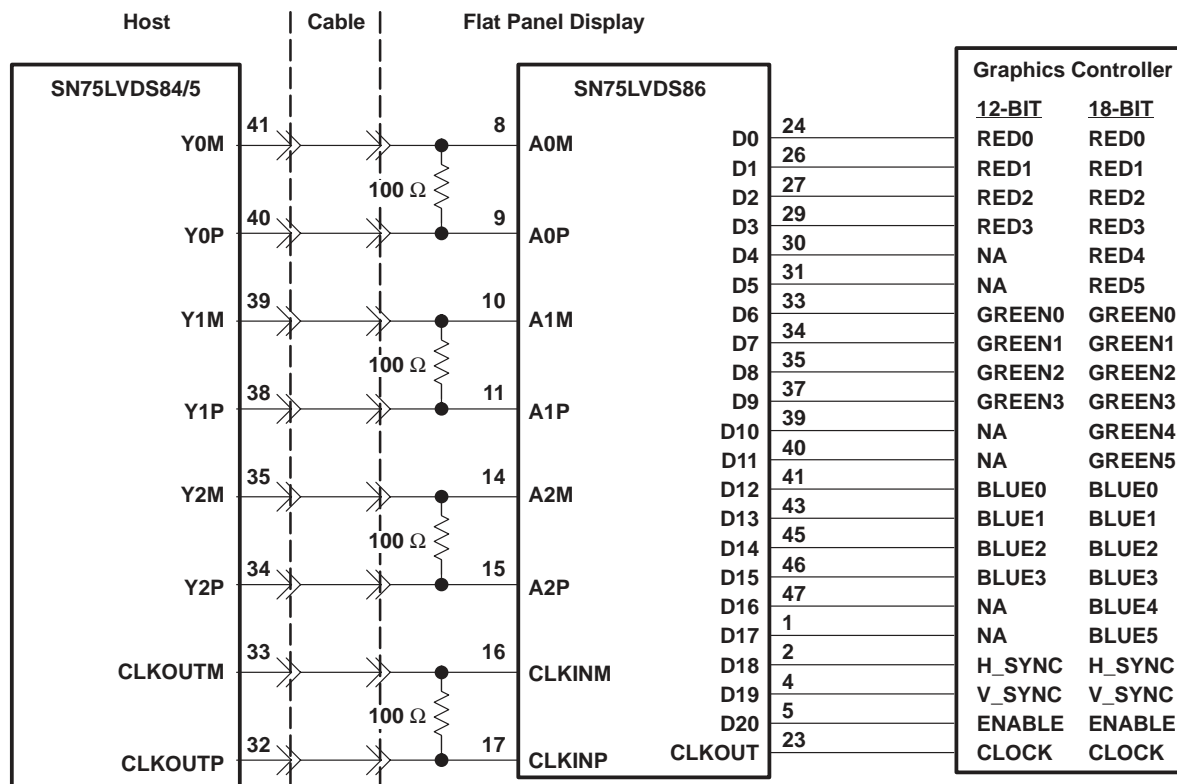 Host Cable Flat Panel Display
SN75LVDS84/5
Y0M 41
Y0P 40
Y1M 39
Y1P 38
Y2M 35
Y2P 34
CLKOUTM 33
CLKOUTP 32
100 Ω
100 Ω
100 Ω
100 Ω
SN75LVDS86
8 A0M
9 A0P
10 A1M
11 A1P
14 A2M
15 A2P
16 CLKINM
17 CLKINP
D0 24
D1 26
D2 27
D3 29
D4 30
D5 31
D6 33
D7 34
D8 35
D9 37
D10 39
D11 40
D12 41
D13 43
D14 45
D15 46
D16 47
D17 1
D18 2
D19 4
D20 5
CLKOUT 23
Graphics Controller
12-BIT 18-BIT
RED0 RED0
RED1 RED1
RED2 RED2
RED3 RED3
NA RED4
NA RED5
GREEN0 GREEN0
GREEN1 GREEN1
GREEN2 GREEN2
GREEN3 GREEN3
NA GREEN4
NA GREEN5
BLUE0 BLUE0
BLUE1 BLUE1
BLUE2 BLUE2
BLUE3 BLUE3
NA BLUE4
NA BLUE5
H_SYNC H_SYNC
V_SYNC V_SYNC
ENABLE ENABLE
CLOCK CLOCK